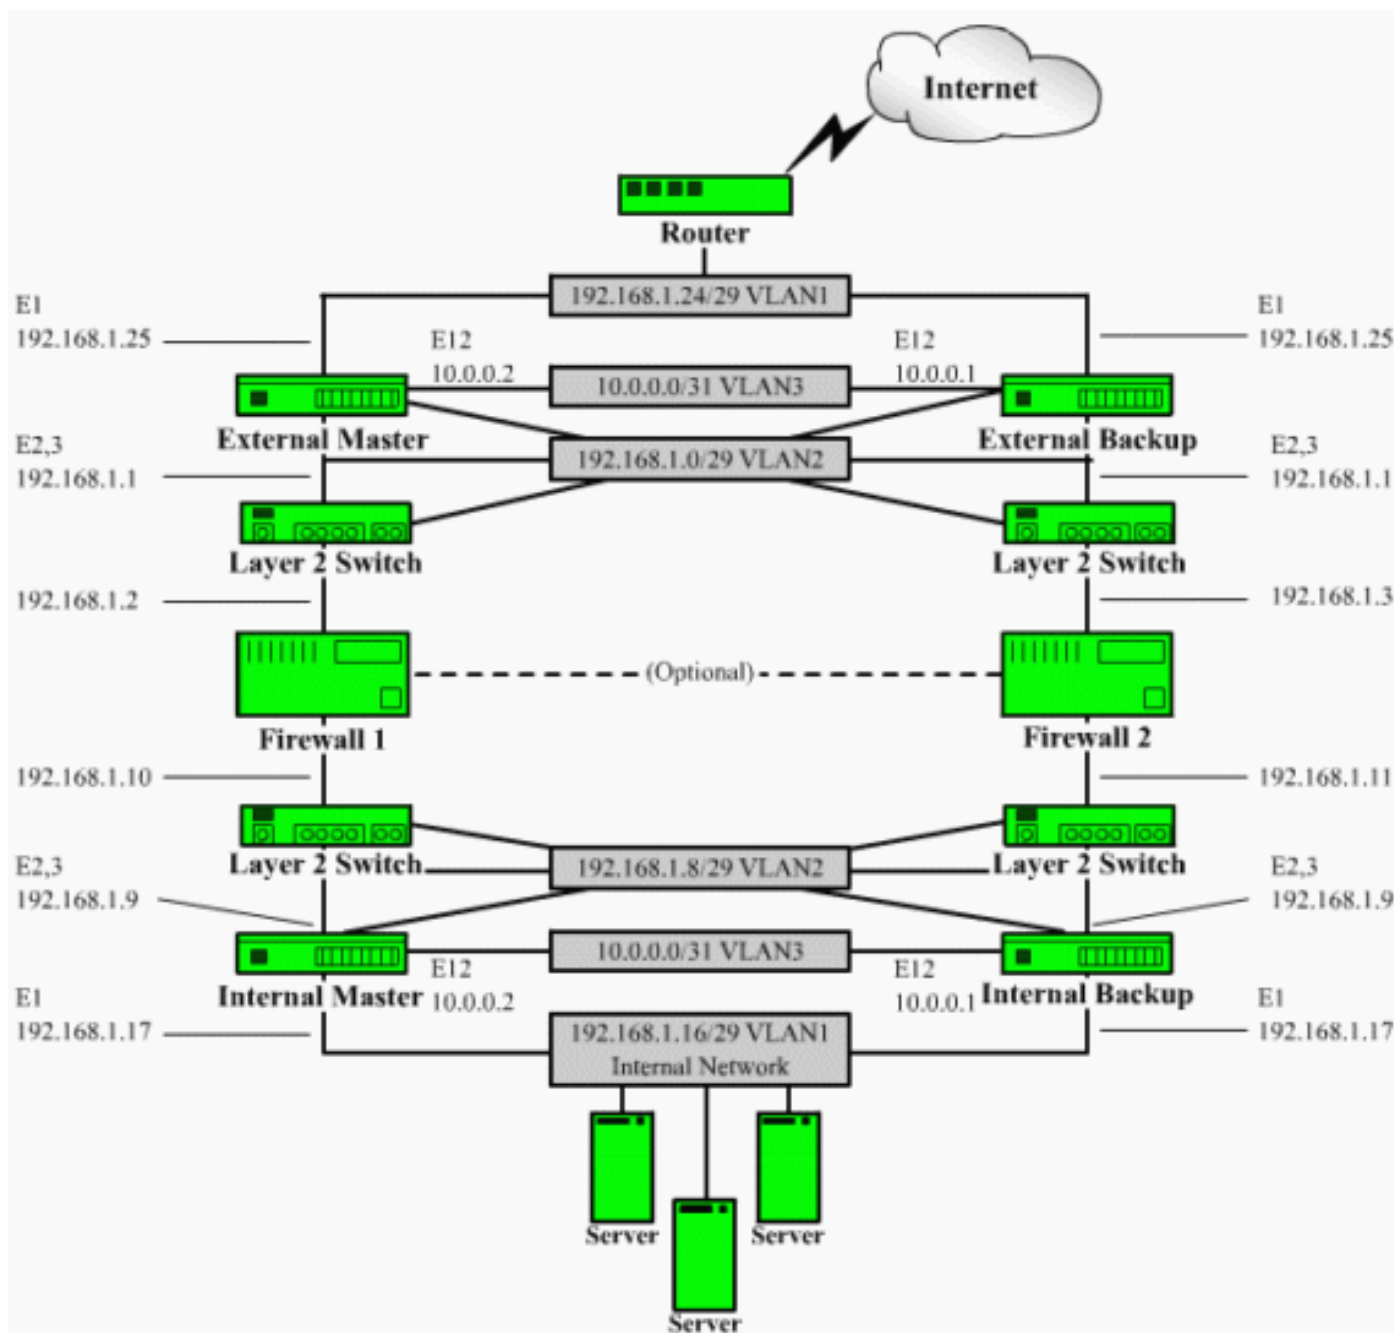 Internet
Router
192.168.1.24/29 VLAN1
E1
192.168.1.25
E1
192.168.1.25
E12
10.0.0.2
E12
10.0.0.1
10.0.0.0/31 VLAN3
External Master
External Backup
E2,3
192.168.1.1
192.168.1.0/29 VLAN2
E2,3
192.168.1.1
Layer 2 Switch
Layer 2 Switch
192.168.1.2
192.168.1.3
(Optional)
Firewall 1
Firewall 2
192.168.1.10
192.168.1.11
Layer 2 Switch
Layer 2 Switch
E2,3
192.168.1.9
192.168.1.8/29 VLAN2
E2,3
192.168.1.9
10.0.0.0/31 VLAN3
E12
10.0.0.2
E12
10.0.0.1
Internal Master
Internal Backup
E1
192.168.1.17
E1
192.168.1.17
192.168.1.16/29 VLAN1
Internal Network
Server
Server
Server